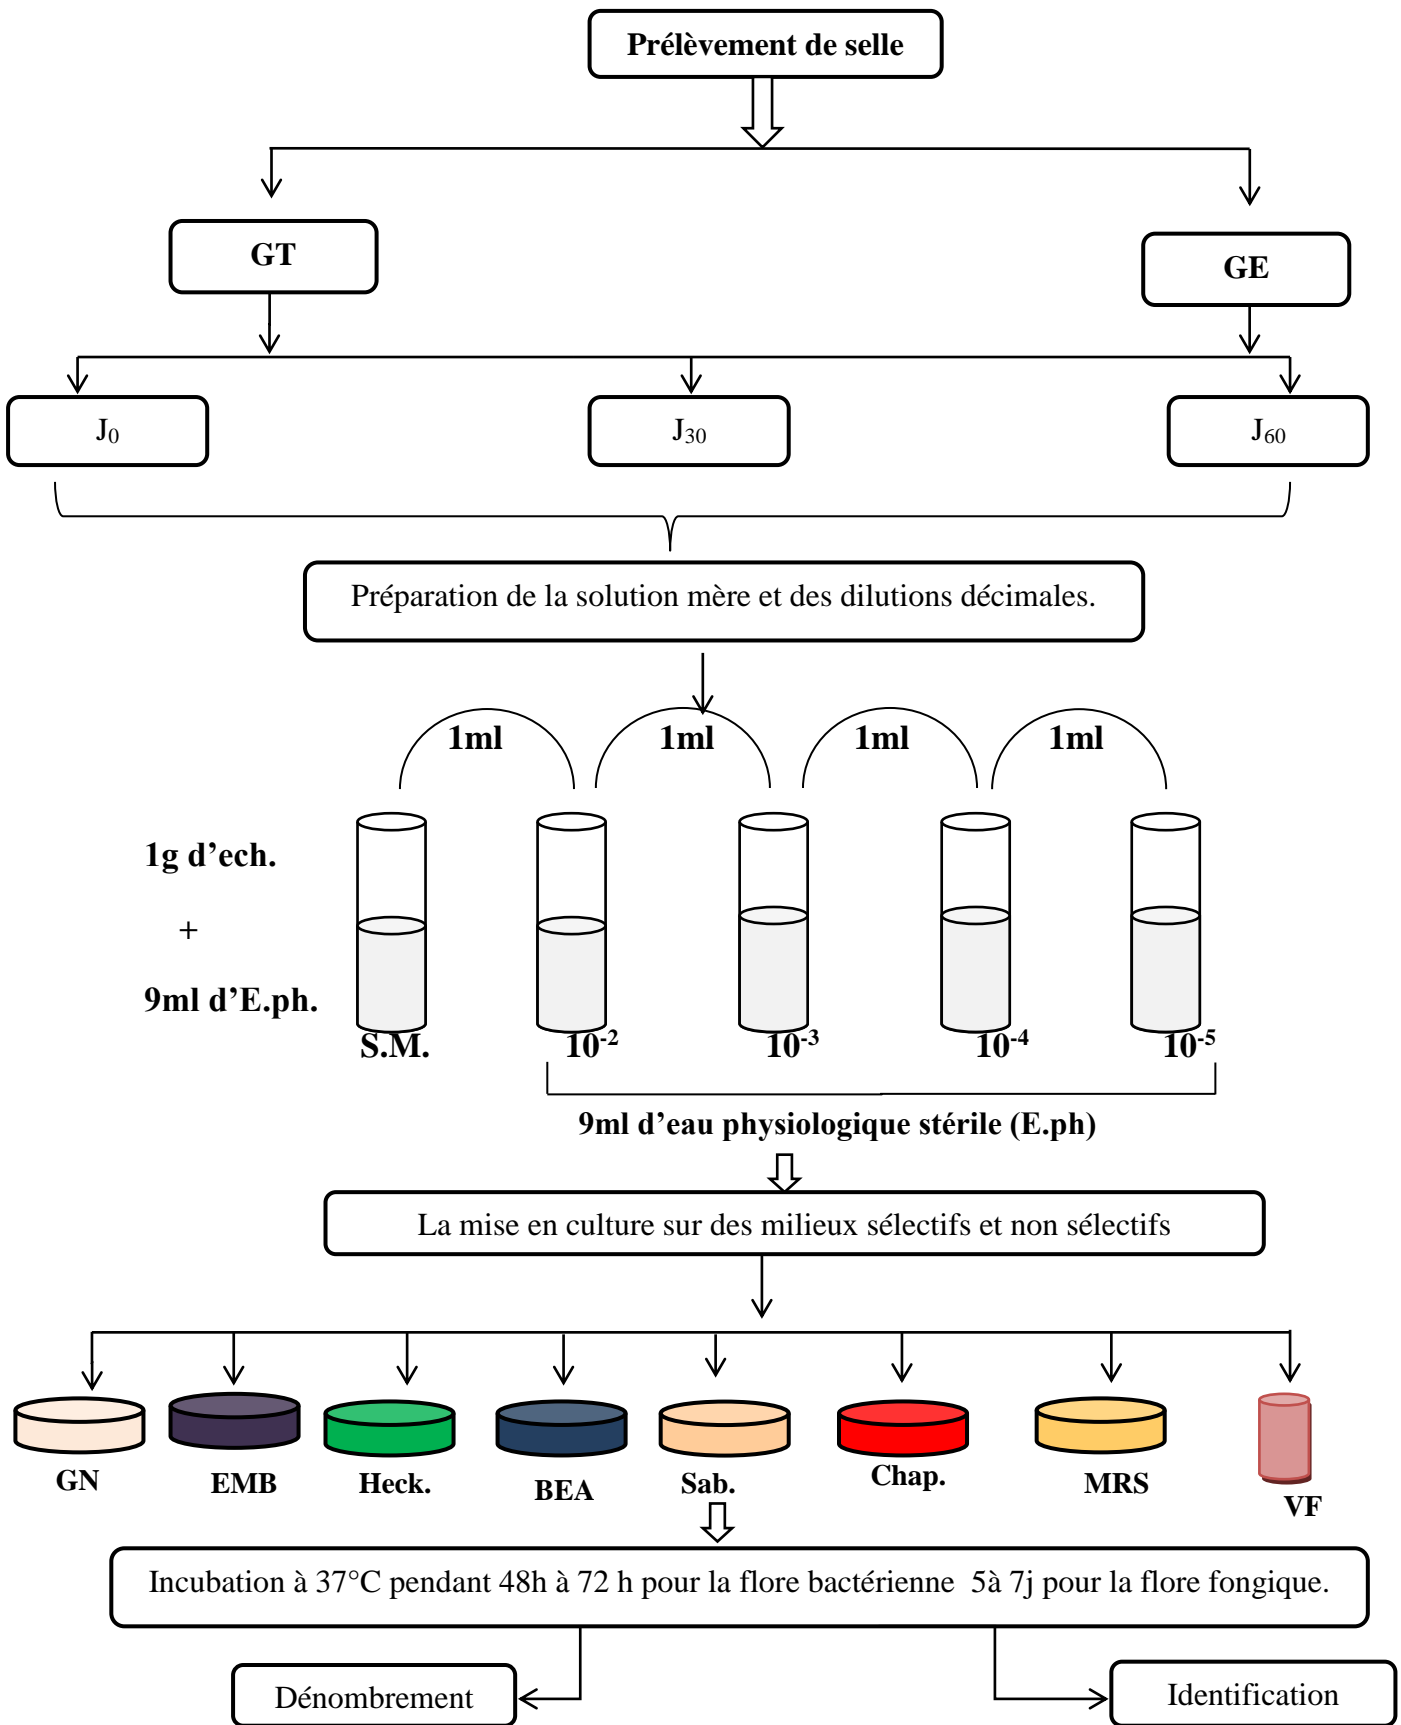 Prélèvement de selle
GT
GE
J₀
J₃₀
J₆₀
Préparation de la solution mère et des dilutions décimales.
1ml
1ml
1ml
1ml
1g d’ech.
+
9ml d’E.ph.
S.M.
10⁻²
10⁻³
10⁻⁴
10⁻⁵
9ml d’eau physiologique stérile (E.ph)
La mise en culture sur des milieux sélectifs et non sélectifs
GN
EMB
Heck.
BEA
Sab.
Chap.
MRS
VF
Incubation à 37°C pendant 48h à 72 h pour la flore bactérienne  5à 7j pour la flore fongique.
Dénombrement
Identification